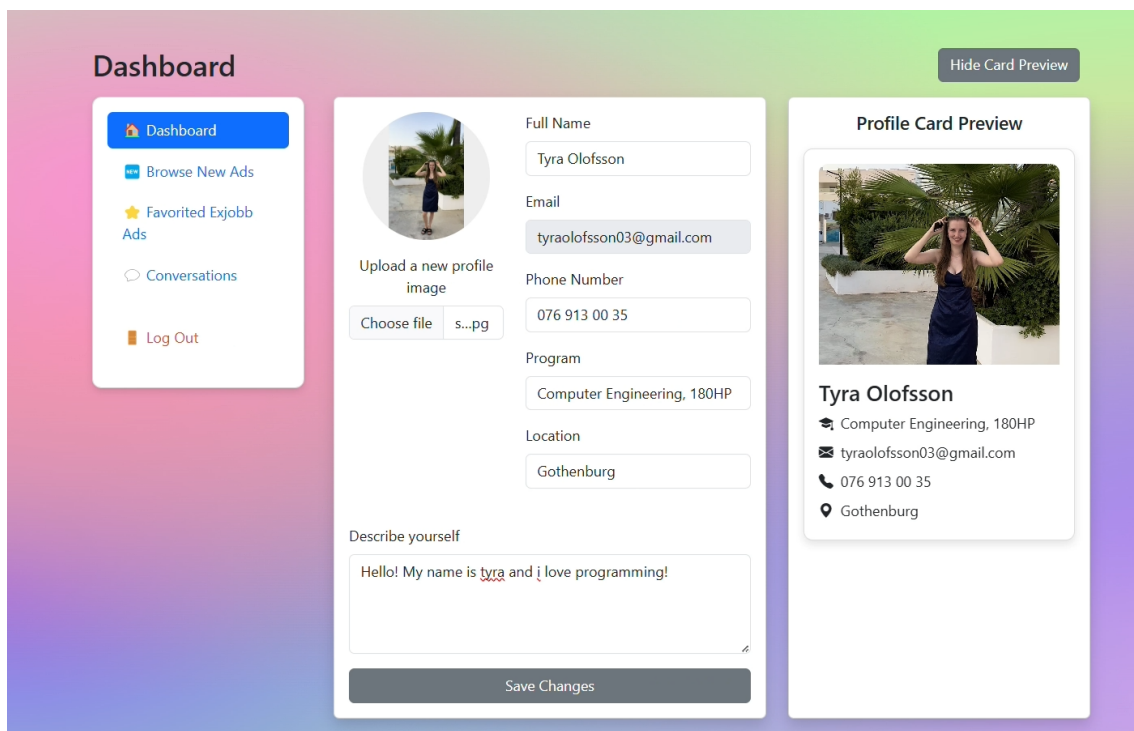 Dashboard
Hide Card Preview
Dashboard
NEW Browse New Ads
Favorited Exjobb
Ads
Conversations
Log Out
Upload a new profile
image
Choose file s...pg
Full Name
Tyra Olofsson
Email
tyraolofsson03@gmail.com
Phone Number
076 913 00 35
Program
Computer Engineering, 180HP
Location
Gothenburg
Describe yourself
Hello! My name is tyra and i love programming!
Save Changes
Profile Card Preview
Tyra Olofsson
Computer Engineering, 180HP
tyraolofsson03@gmail.com
076 913 00 35
Gothenburg